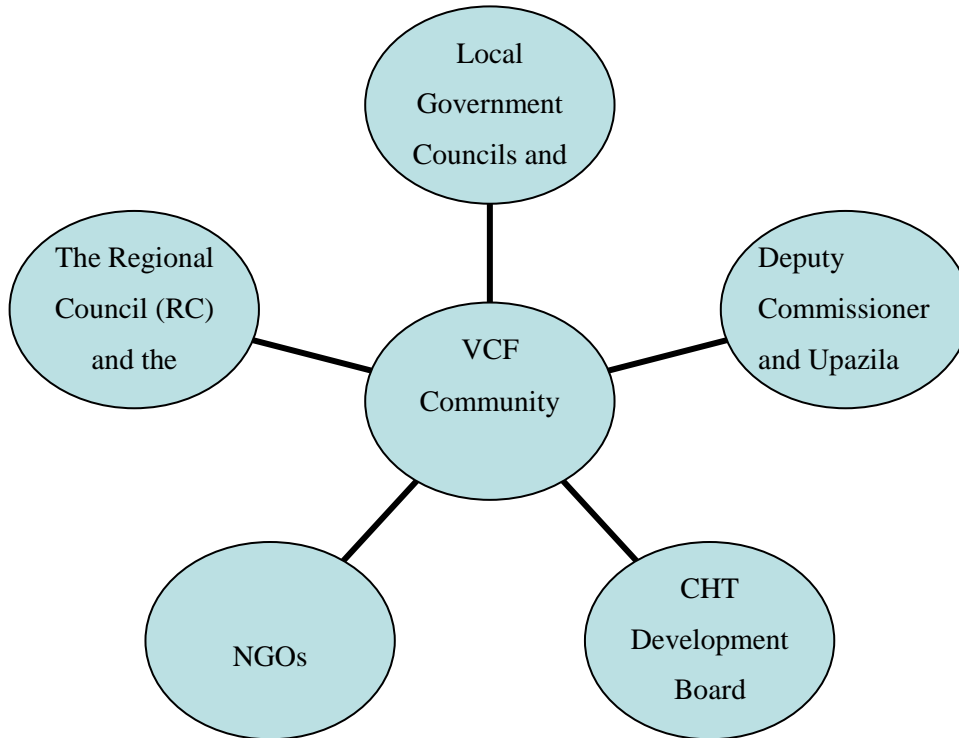 Local
Government
Councils and
The Regional
Council (RC)
and the
Deputy
Commissioner
and Upazila
VCF
Community
NGOs
CHT
Development
Board